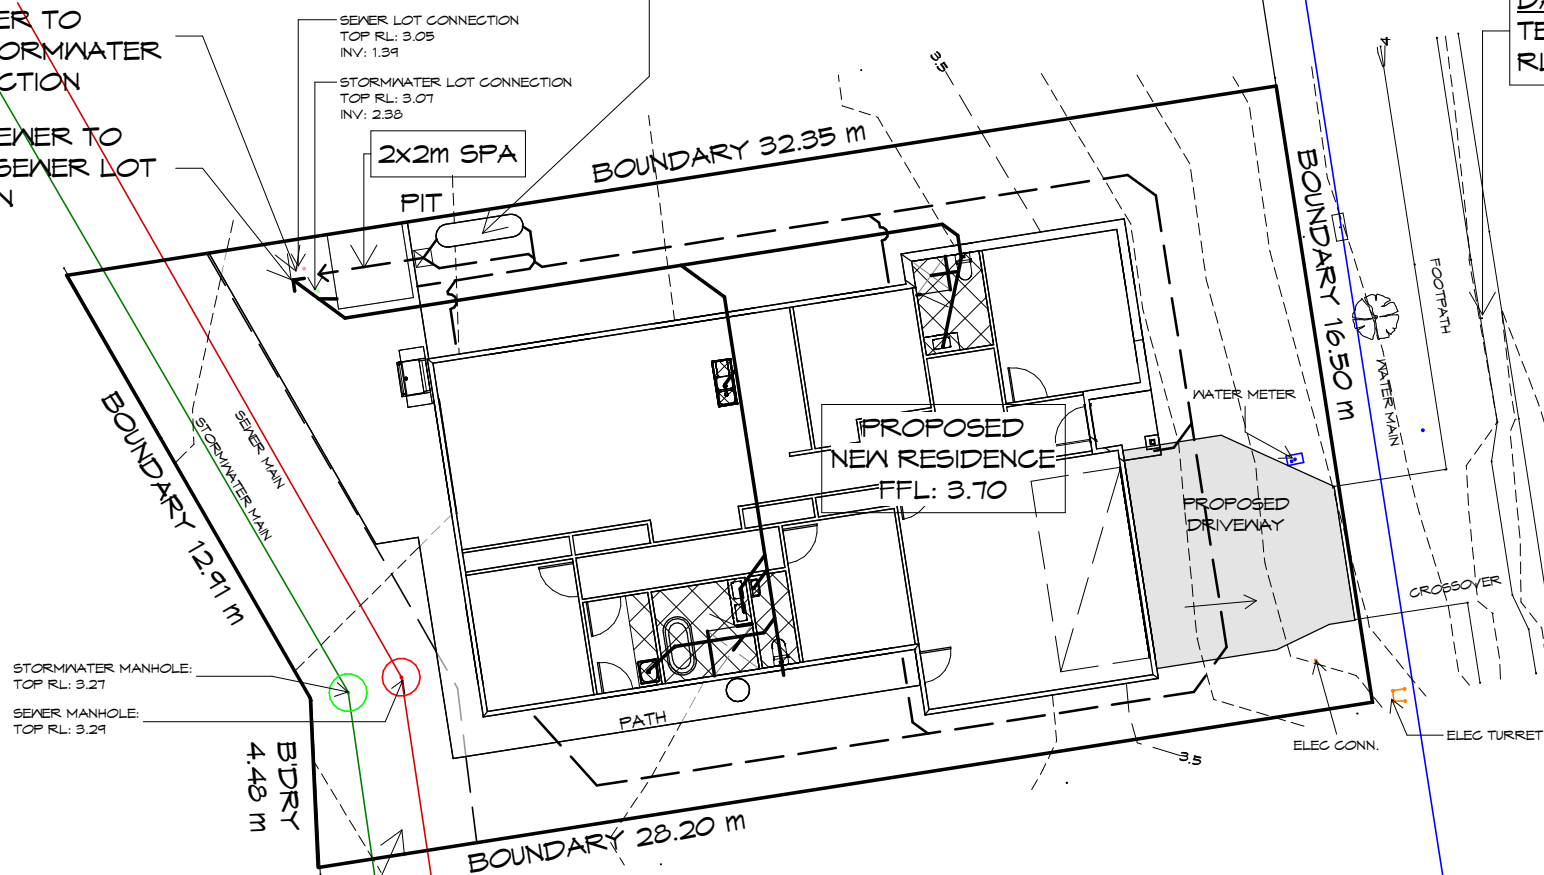 ER TO
ORMWATER
CTION
SEWER TO
SEWER LOT
N
SEWER LOT CONNECTION
TOP RL: 3.05
INV: 1.39
STORMWATER LOT CONNECTION
TOP RL: 3.07
INV: 2.38
2x2m SPA
PIT
BOUNDARY 32.35 m
3.5
4
TE
RL
BOUNDARY 16.50 m
FOOTPATH
WATER MAIN
WATER METER
BOUNDARY 12.91 m
SEWER MAIN
STORMWATER MAIN
PROPOSED
NEW RESIDENCE
FFL: 3.70
PROPOSED
DRIVEWAY
CROSSOVER
STORMWATER MANHOLE:
TOP RL: 3.27
SEWER MANHOLE:
TOP RL: 3.29
PATH
B'DRY
4.48 m
BOUNDARY 28.20 m
3.5
ELEC CONN.
ELEC TURRET